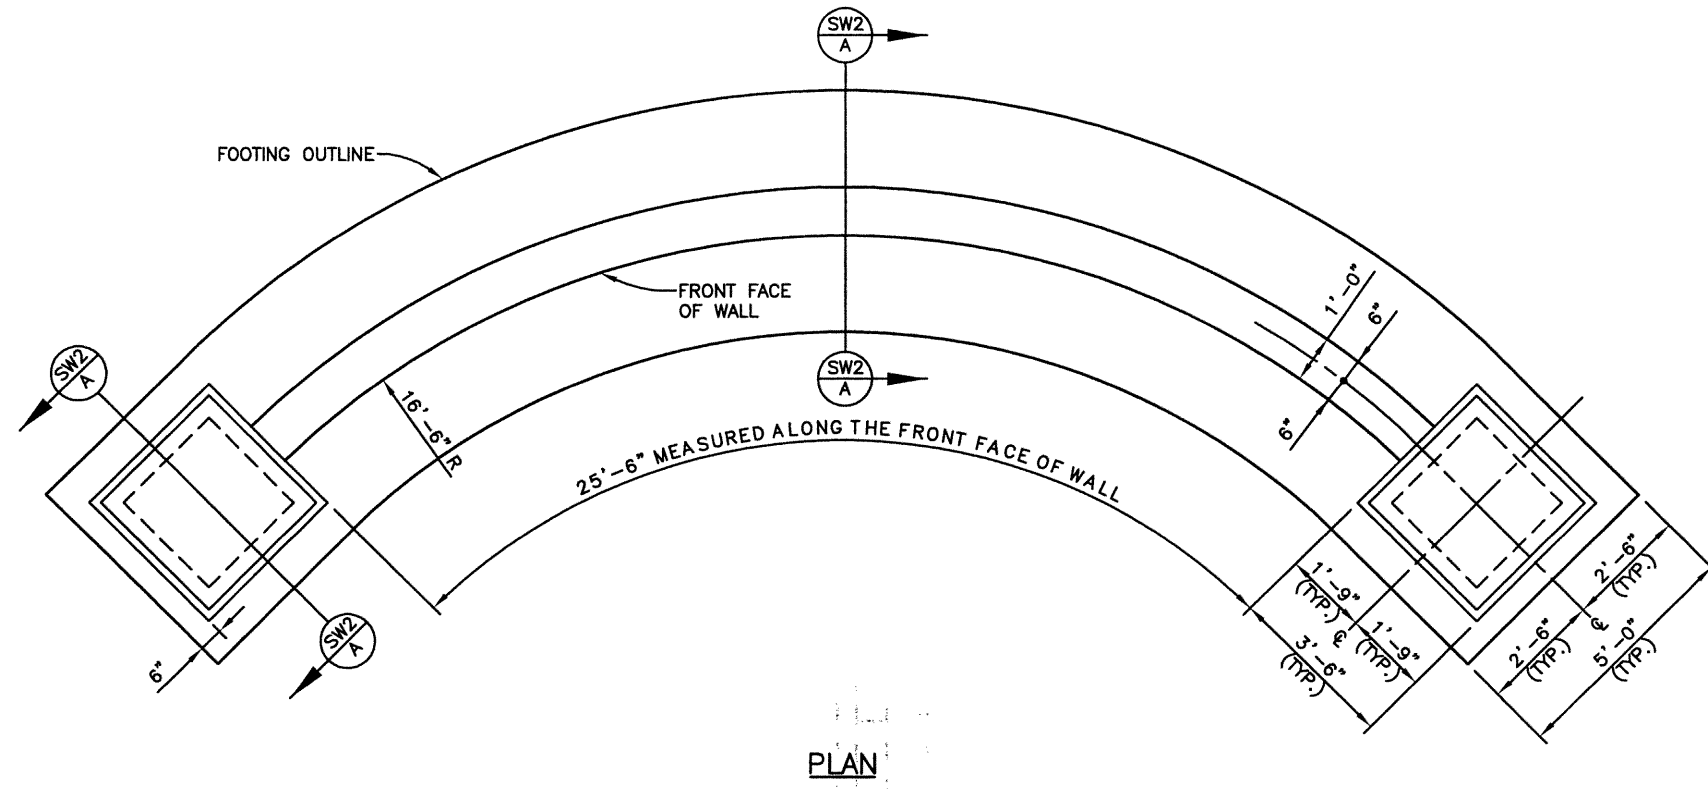 SW2
A
FOOTING OUTLINE
FRONT FACE
OF WALL
1'-0"
6"
6"
SW2
A
SW2
A
16'-6" R
25'-6" MEASURED ALONG THE FRONT FACE OF WALL
SW2
A
6"
1'-9"
(TYP.)
℄
1'-9"
(TYP.)
3'-6"
(TYP.)
2'-6"
(TYP.)
℄
2'-6"
(TYP.)
5'-0"
(TYP.)
PLAN